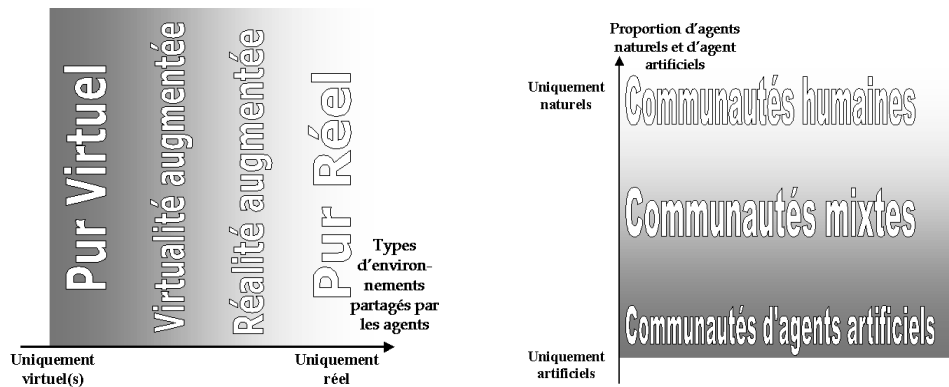 Pur Virtuel
Virtualité augmentée
Réalité augmentée
Pur Réel
Types
d'environ-
nements
partagés par
les agents
Uniquement
virtuel(s)
Uniquement
réel
Proportion d'agents
naturels et d'agent
artificiels
Uniquement
naturels
Communautés humaines
Communautés mixtes
Communautés d'agents artificiels
Uniquement
artificiels